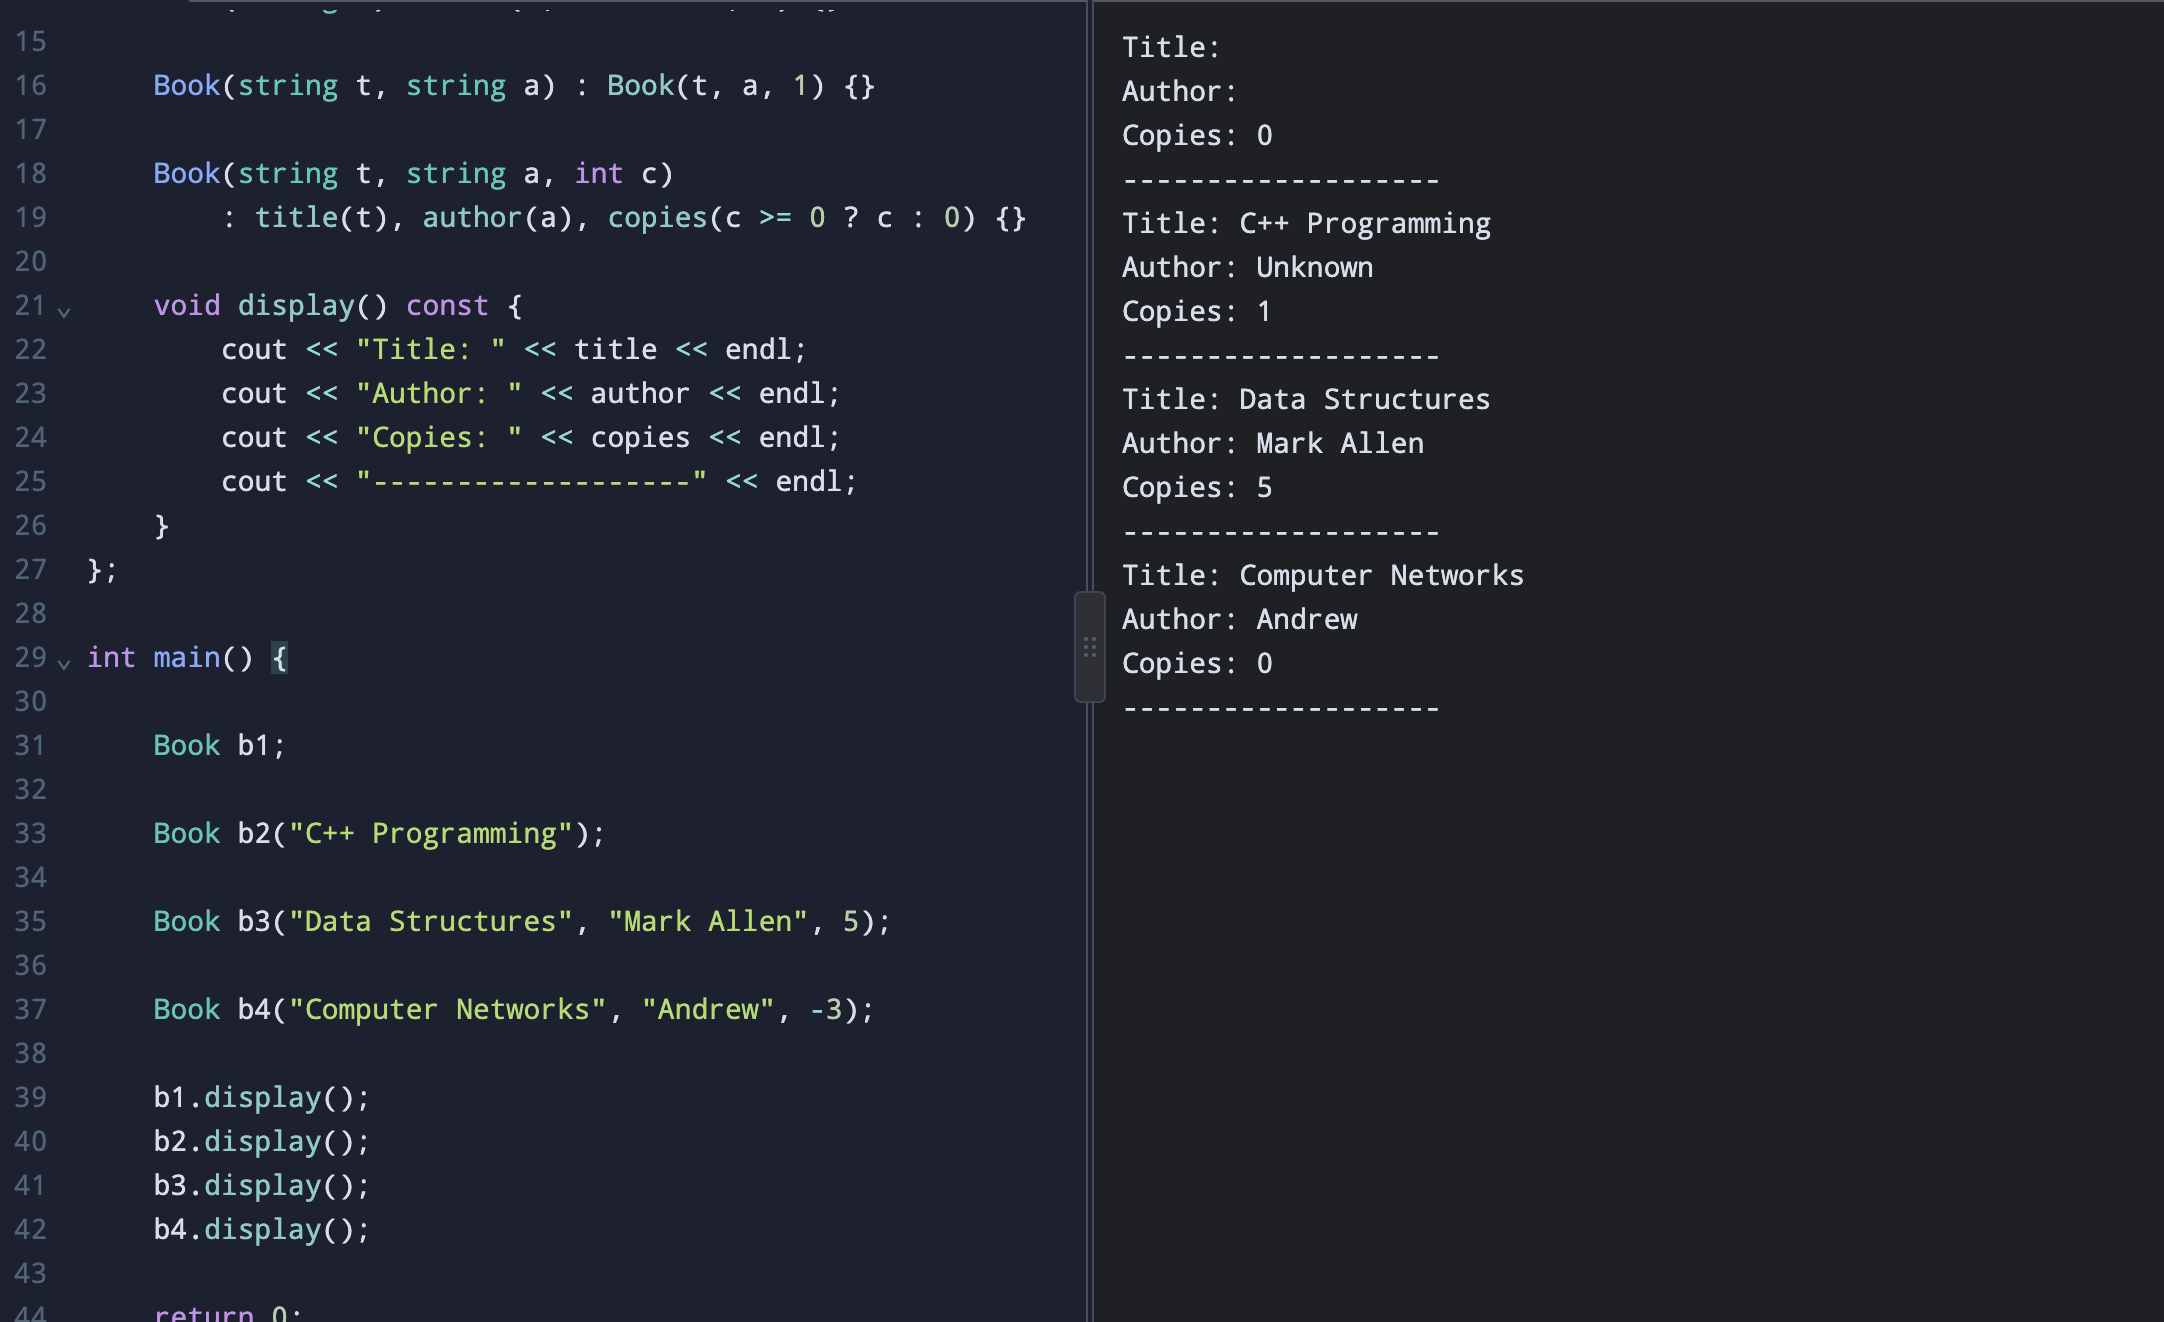 15
16 Book(string t, string a) : Book(t, a, 1) {}
17
18 Book(string t, string a, int c)
19 : title(t), author(a), copies(c >= 0 ? c : 0) {}
20
21 void display() const {
22 cout << "Title: " << title << endl;
23 cout << "Author: " << author << endl;
24 cout << "Copies: " << copies << endl;
25 cout << "-------------------" << endl;
26 }
27 };
28
29 int main() {
30
31 Book b1;
32
33 Book b2("C++ Programming");
34
35 Book b3("Data Structures", "Mark Allen", 5);
36
37 Book b4("Computer Networks", "Andrew", -3);
38
39 b1.display();
40 b2.display();
41 b3.display();
42 b4.display();
43
44 return 0;
Title:
Author:
Copies: 0
-------------------
Title: C++ Programming
Author: Unknown
Copies: 1
-------------------
Title: Data Structures
Author: Mark Allen
Copies: 5
-------------------
Title: Computer Networks
Author: Andrew
Copies: 0
-------------------